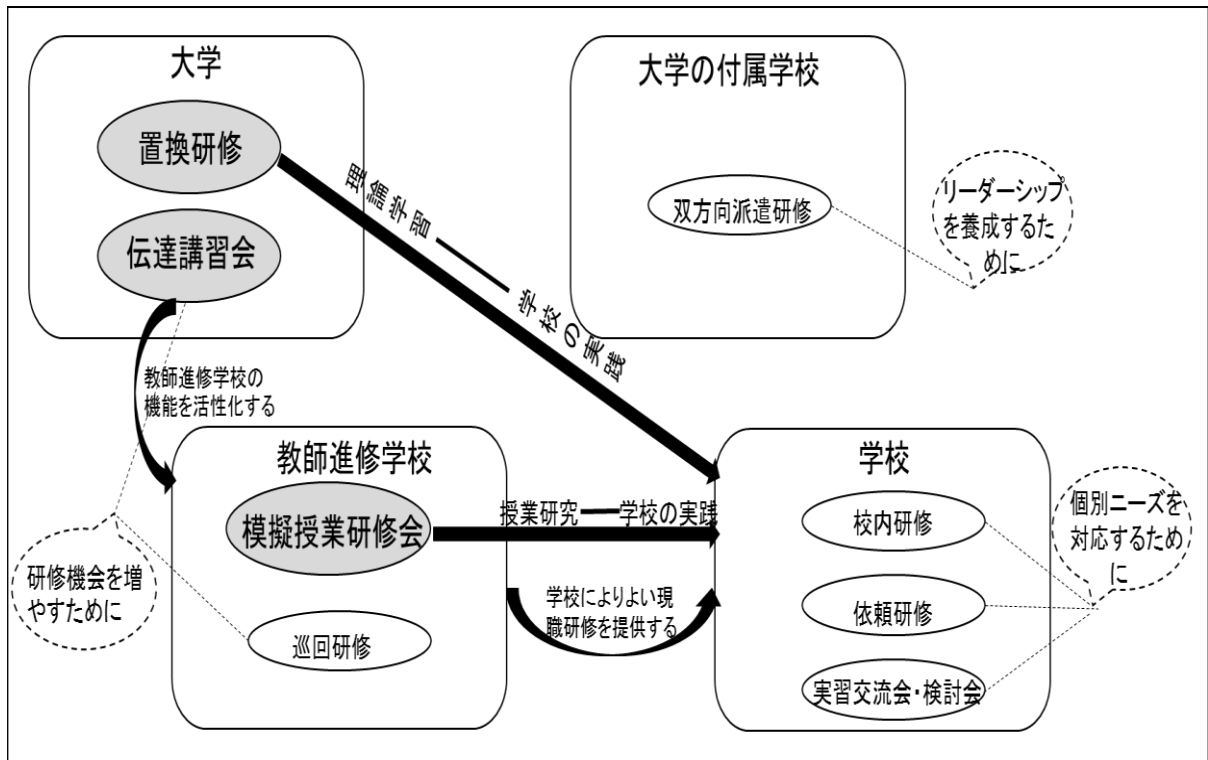 大学
置換研修
伝達講習会
大学の付属学校
双方向派遣研修
リーダーシップ
を養成するた
めに
理論学習━━学校の実践
教師進修学校の
機能を活性化する
教師進修学校
模擬授業研修会
巡回研修
研修機会を増
やすために
授業研究━━学校の実践
学校によりよい現
職研修を提供する
学校
校内研修
依頼研修
実習交流会・検討会
個別ニーズを
対応するため
に